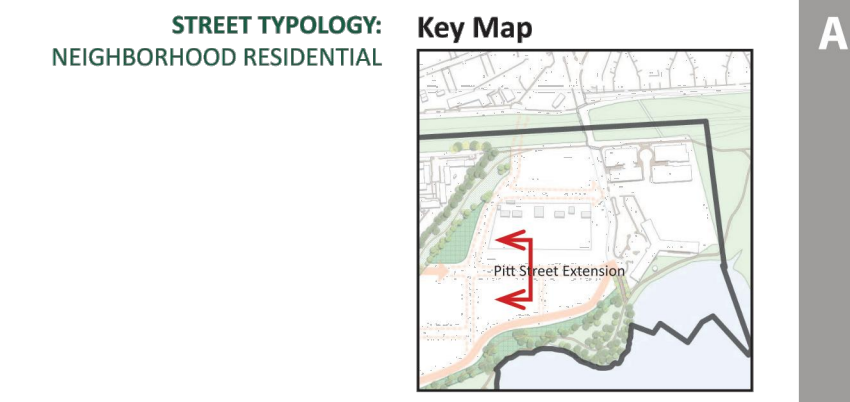 STREET TYPOLOGY:
NEIGHBORHOOD RESIDENTIAL
Key Map
Pitt Street Extension
A